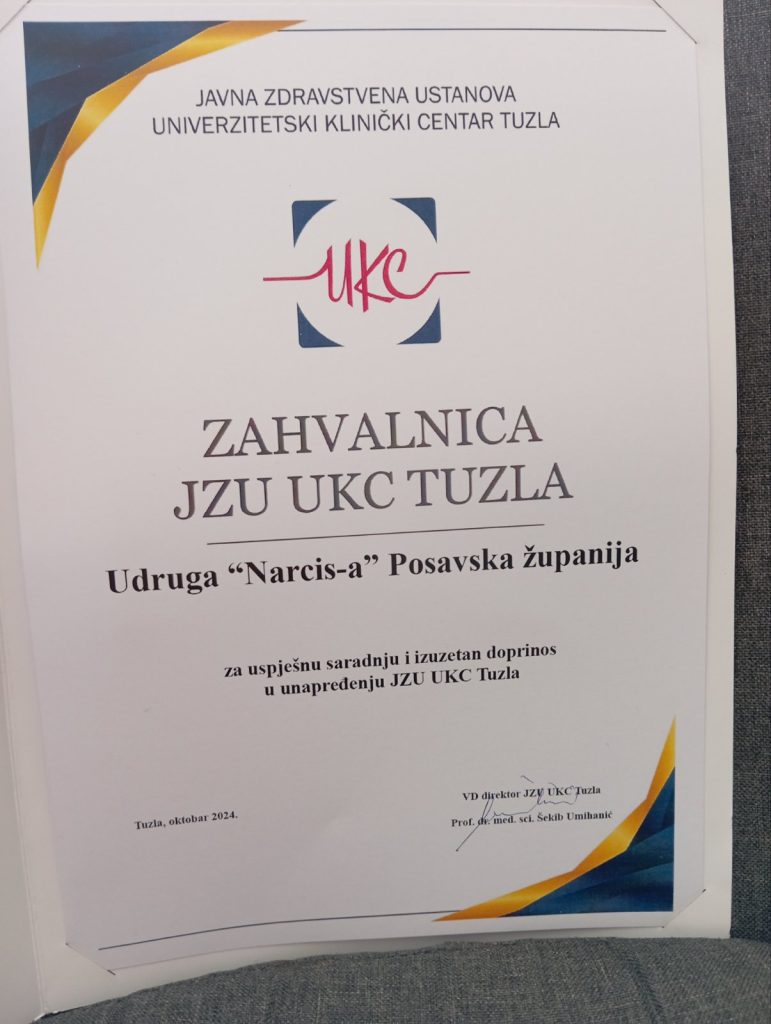 JAVNA ZDRAVSTVENA USTANOVA
UNIVERZITETSKI KLINIČKI CENTAR TUZLA
UKC
ZAHVALNICA
JZU UKC TUZLA
Udruga “Narcis-a” Posavska županija
za uspješnu saradnju i izuzetan doprinos
u unapređenju JZU UKC Tuzla
Tuzla, oktobar 2024.
VD direktor JZU UKC Tuzla
Prof. dr. med. sci. Šekib Umihanić